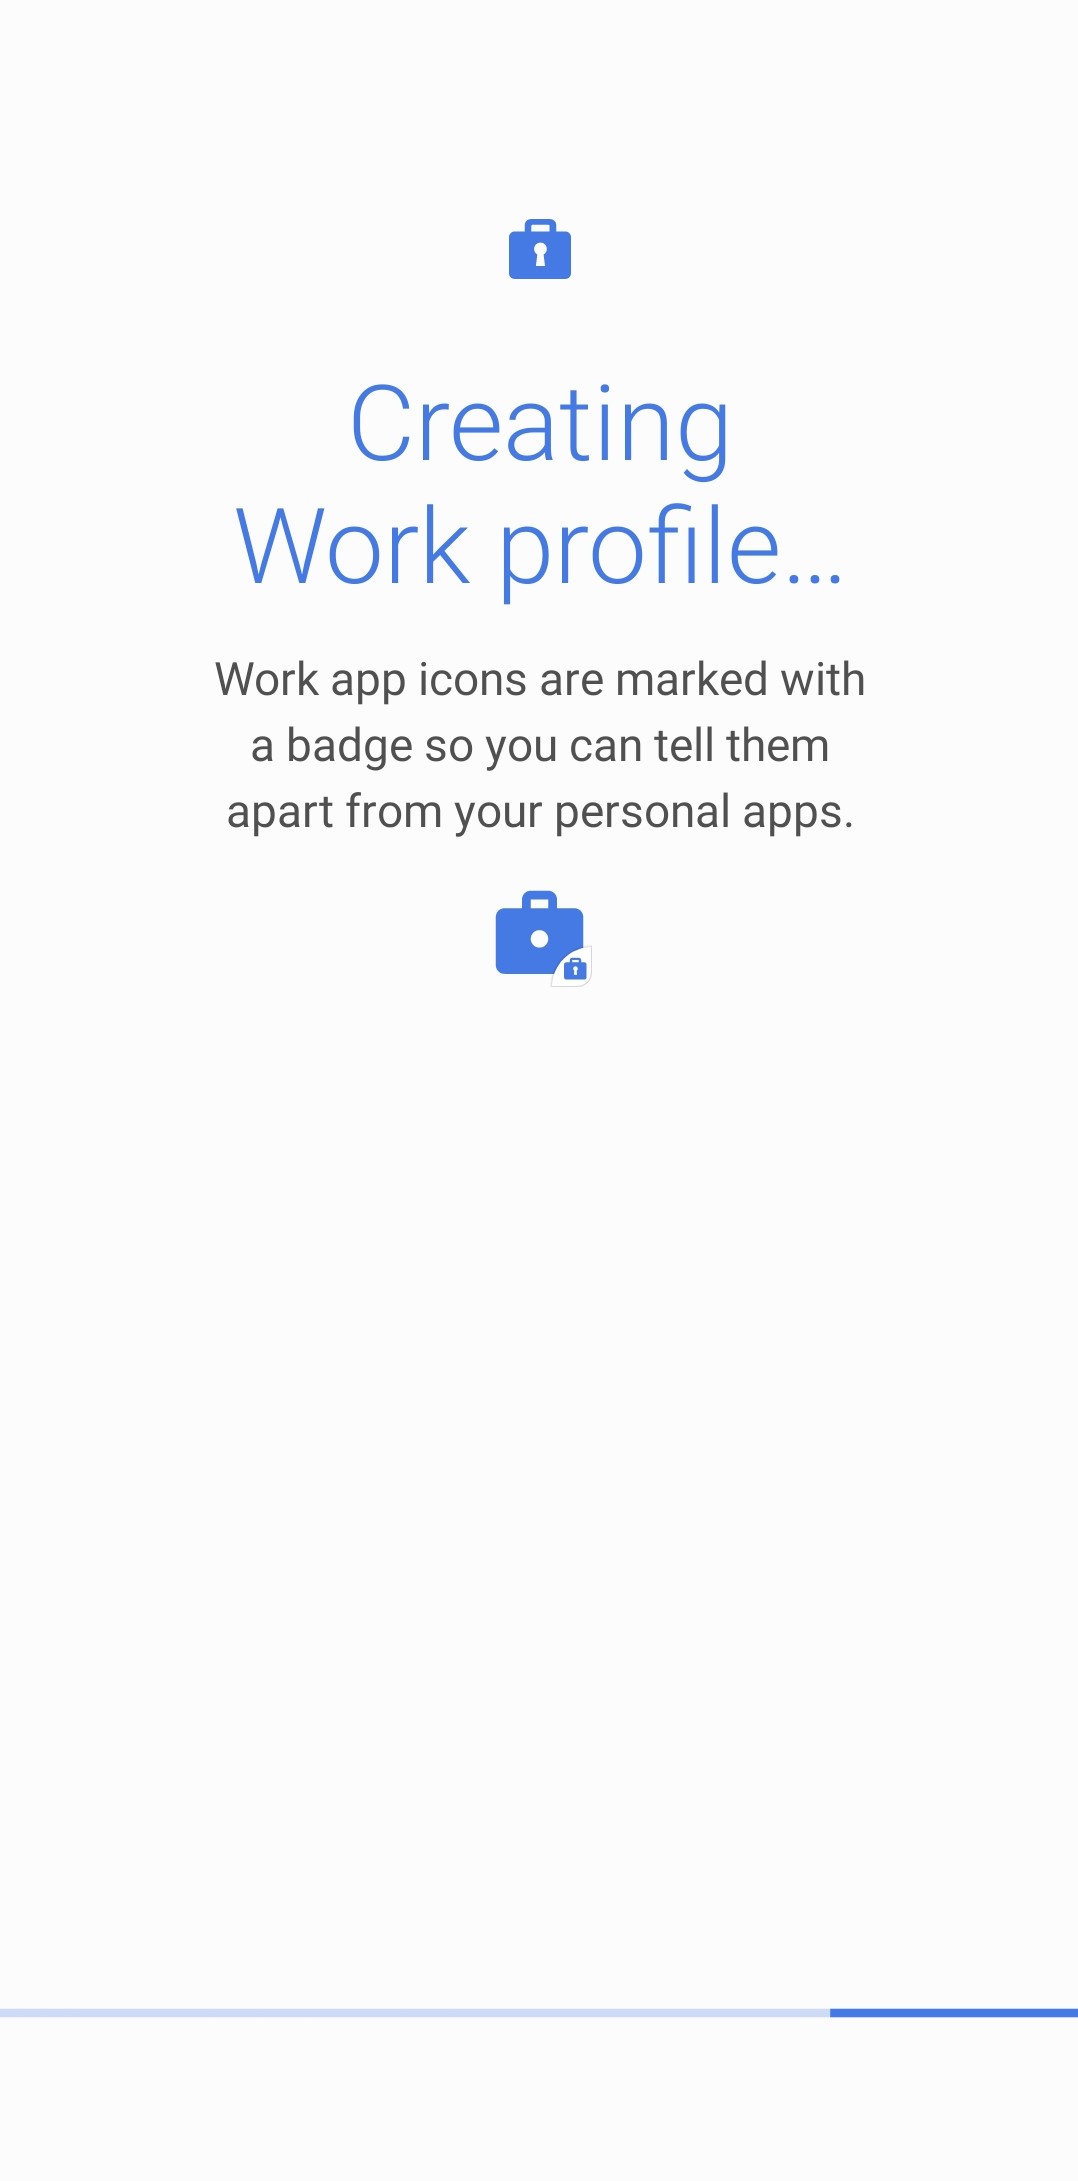 Creating
Work profile...
Work app icons are marked with
a badge so you can tell them
apart from your personal apps.